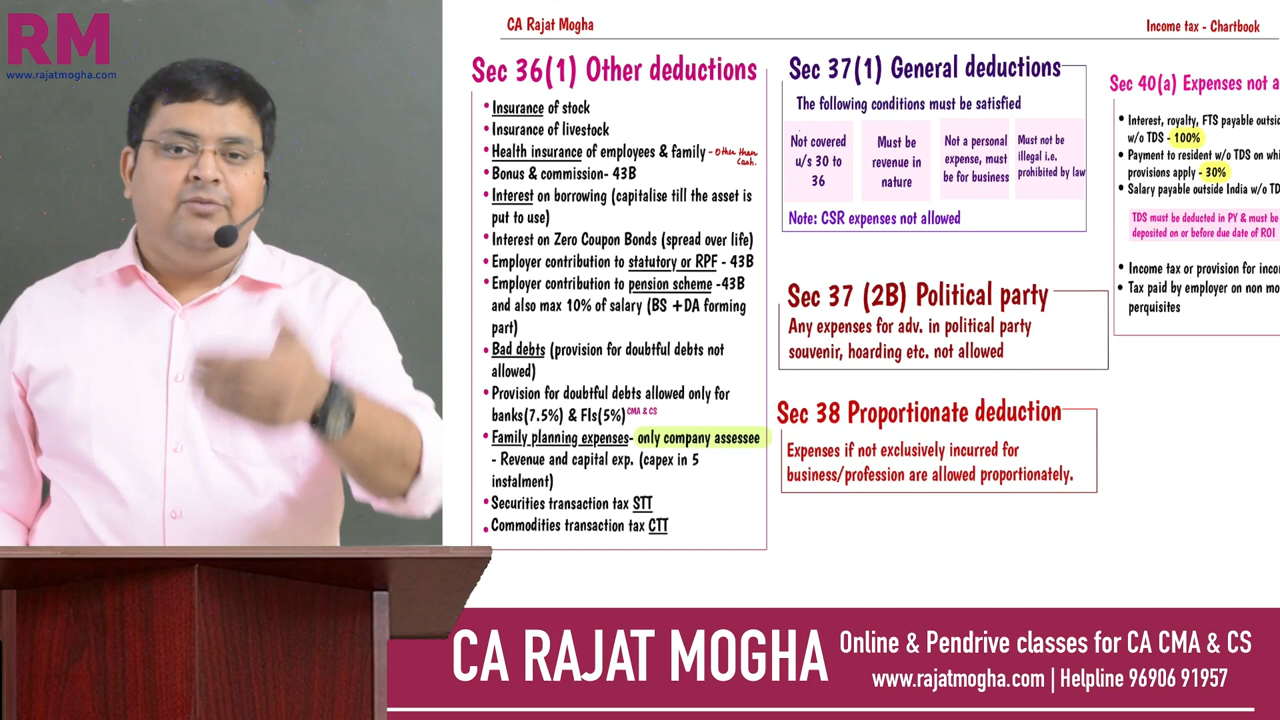 RM
www.rajatmogha.com
CA Rajat Mogha
Income tax - Chartbook
Sec 36(1) Other deductions
• Insurance of stock
• Insurance of livestock
• Health insurance of employees & family - Other than
cash.
• Bonus & commission- 43B
• Interest on borrowing (capitalise till the asset is
put to use)
• Interest on Zero Coupon Bonds (spread over life)
• Employer contribution to statutory or RPF - 43B
• Employer contribution to pension scheme -43B
and also max 10% of salary (BS +DA forming
part)
• Bad debts (provision for doubtful debts not
allowed)
• Provision for doubtful debts allowed only for
banks(7.5%) & FIs(5%) CMA & CS
• Family planning expenses- only company assessee
- Revenue and capital exp. (capex in 5
instalment)
• Securities transaction tax STT
• Commodities transaction tax CTT
Sec 37(1) General deductions
The following conditions must be satisfied
Not covered
u/s 30 to
36
Must be
revenue in
nature
Not a personal
expense, must
be for business
Must not be
illegal i.e.
prohibited by law
Note: CSR expenses not allowed
Sec 37 (2B) Political party
Any expenses for adv. in political party
souvenir, hoarding etc. not allowed
Sec 38 Proportionate deduction
Expenses if not exclusively incurred for
business/profession are allowed proportionately.
Sec 40(a) Expenses not a
• Interest, royalty, FTS payable outsid
w/o TDS - 100%
• Payment to resident w/o TDS on whi
provisions apply - 30%
• Salary payable outside India w/o TD
TDS must be deducted in PY & must be
deposited on or before due date of ROI
• Income tax or provision for incom
• Tax paid by employer on non mo
perquisites
CA RAJAT MOGHA
Online & Pendrive classes for CA CMA & CS
www.rajatmogha.com | Helpline 96906 91957